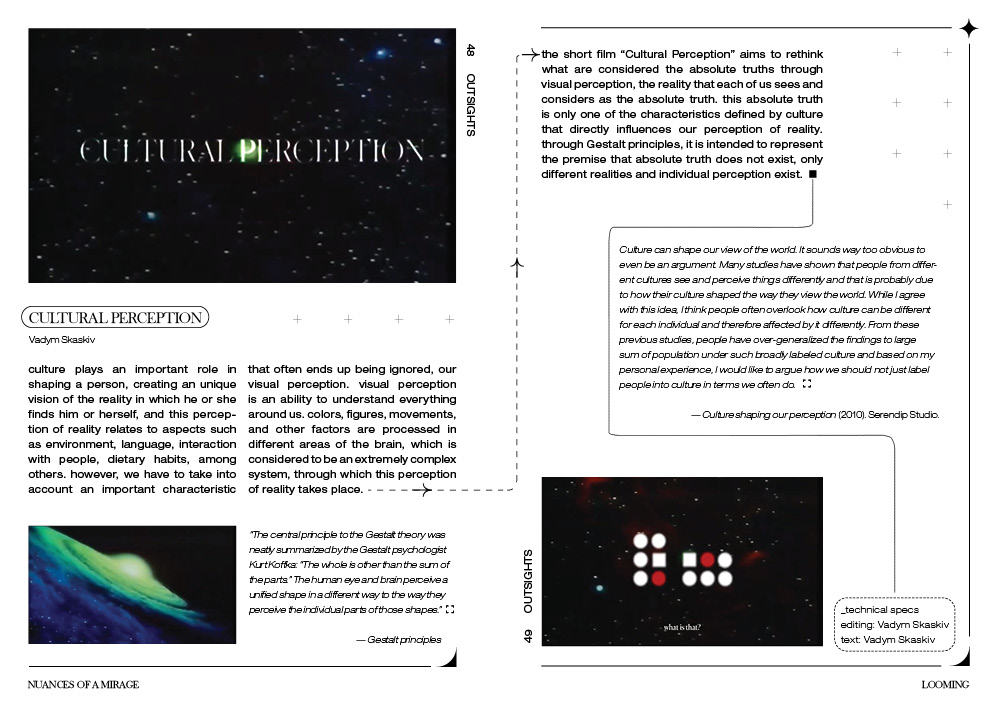 CULTURAL PERCEPTION
48 OUTSIGHTS
CULTURAL PERCEPTION
Vadym Skaskiv
culture plays an important role in
shaping a person, creating an unique
vision of the reality in which he or she
finds him or herself, and this percep-
tion of reality relates to aspects such
as environment, language, interaction
with people, dietary habits, among
others. however, we have to take into
account an important characteristic
that often ends up being ignored, our
visual perception. visual perception
is an ability to understand everything
around us. colors, figures, movements,
and other factors are processed in
different areas of the brain, which is
considered to be an extremely complex
system, through which this perception
of reality takes place.
"The central principle to the Gestalt theory was
neatly summarized by the Gestalt psychologist
Kurt Koffka: "The whole is other than the sum of
the parts." The human eye and brain perceive a
unified shape in a different way to the way they
perceive the individual parts of those shapes."
— Gestalt principles
NUANCES OF A MIRAGE
the short film “Cultural Perception” aims to rethink
what are considered the absolute truths through
visual perception, the reality that each of us sees and
considers as the absolute truth. this absolute truth
is only one of the characteristics defined by culture
that directly influences our perception of reality.
through Gestalt principles, it is intended to represent
the premise that absolute truth does not exist, only
different realities and individual perception exist.
Culture can shape our view of the world. It sounds way too obvious to
even be an argument. Many studies have shown that people from differ-
ent cultures see and perceive things differently and that is probably due
to how their culture shaped the way they view the world. While I agree
with this idea, I think people often overlook how culture can be different
for each individual and therefore affected by it differently. From these
previous studies, people have over-generalized the findings to large
sum of population under such broadly labeled culture and based on my
personal experience, I would like to argue how we should not just label
people into culture in terms we often do.
— Culture shaping our perception (2010). Serendip Studio.
49 OUTSIGHTS
what is that?
_technical specs
editing: Vadym Skaskiv
text: Vadym Skaskiv
LOOMING